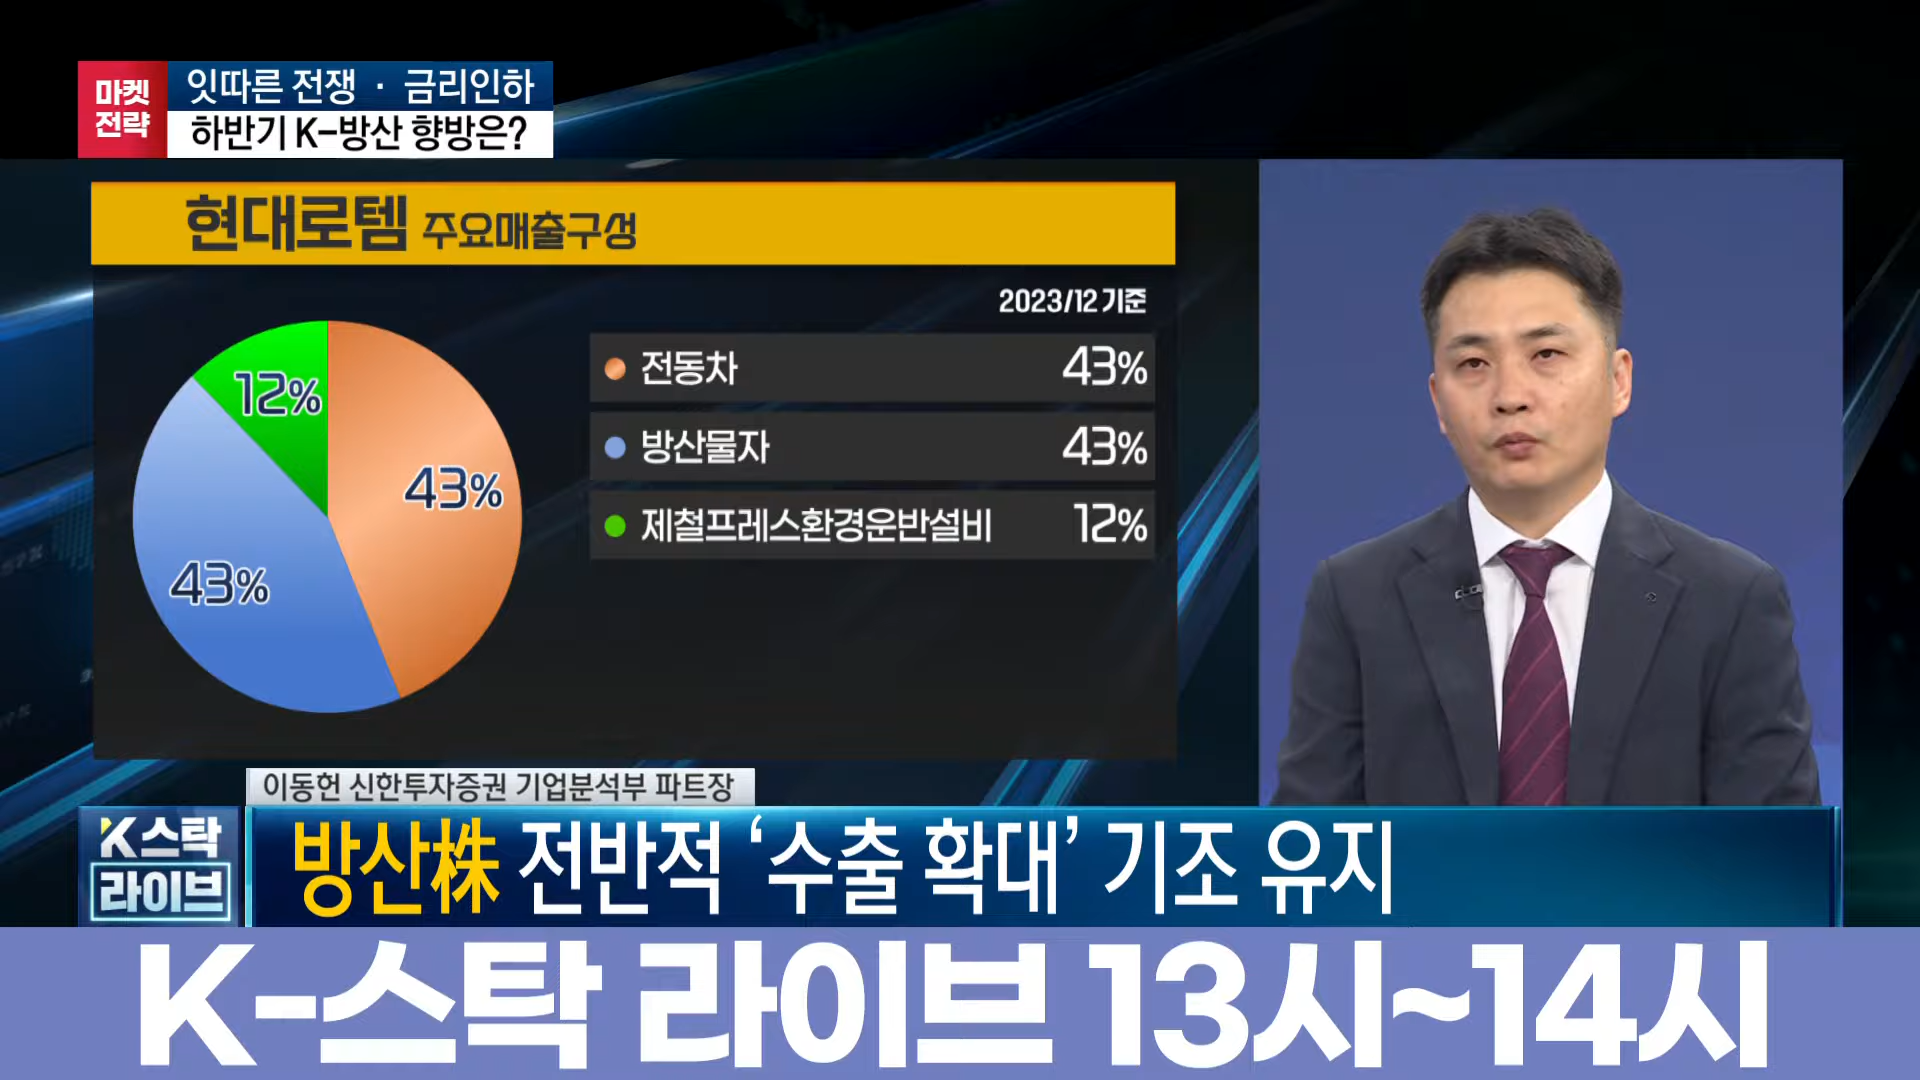 마켓
전략
잇따른 전쟁 · 금리인하
하반기 K-방산 향방은?
현대로템 주요매출구성
2023/12 기준
12%
43%
43%
전동차 43%
방산물자 43%
제철프레스환경운반설비 12%
이동헌 신한투자증권 기업분석부 파트장
K스탁
라이브
방산株 전반적 ‘수출 확대’ 기조 유지
K-스탁 라이브 13시~14시